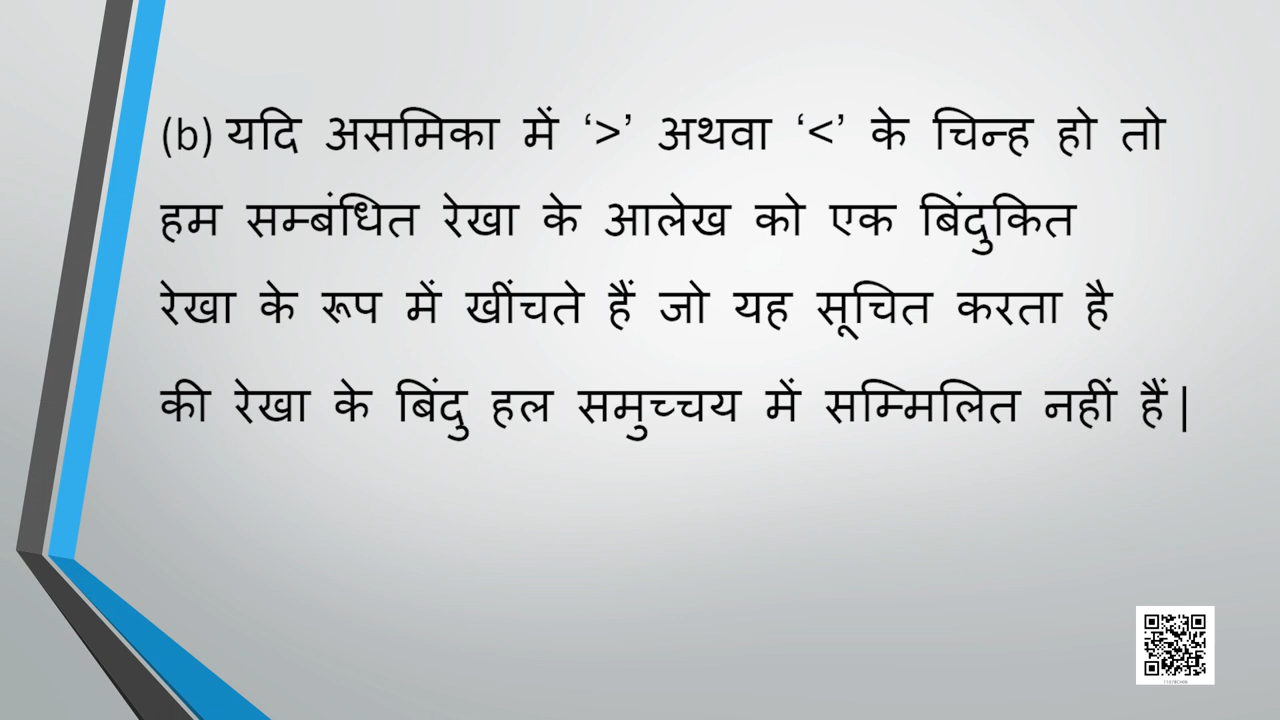 (b) यदि असमिका में ‘>’ अथवा ‘<’ के चिन्ह हो तो
हम सम्बंधित रेखा के आलेख को एक बिंदुकित
रेखा के रूप में खींचते हैं जो यह सूचित करता है
की रेखा के बिंदु हल समुच्चय में सम्मिलित नहीं हैं|